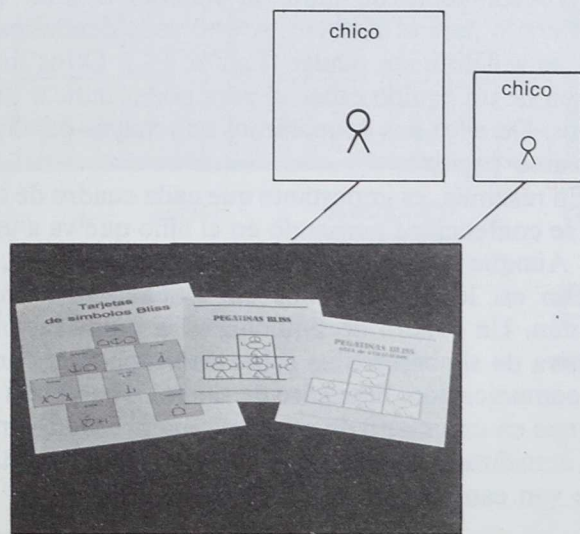 chico
chico
Tarjetas
de símbolos Bliss
PEGATINAS BLISS
PEGATINAS BLISS